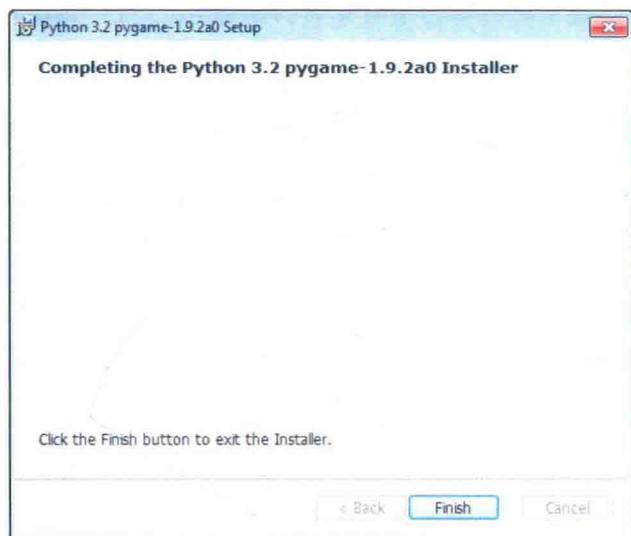 Python 3.2 pygame-1.9.2a0 Setup
Completing the Python 3.2 pygame-1.9.2a0 Installer
Click the Finish button to exit the Installer.
< Back Finish Cancel